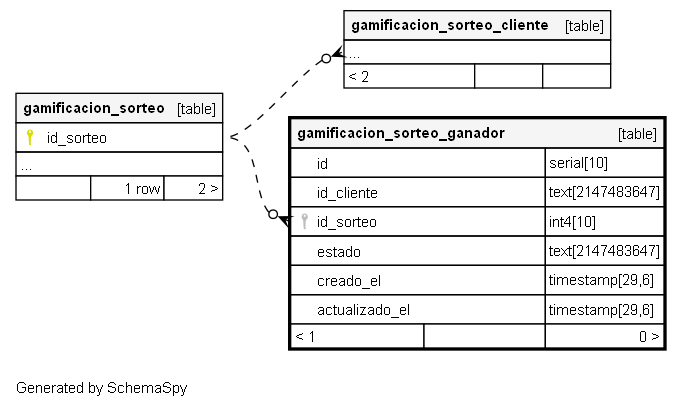 gamificacion_sorteo_cliente [table]
...
< 2
gamificacion_sorteo [table]
id_sorteo
...
1 row 2 >
gamificacion_sorteo_ganador [table]
id serial[10]
id_cliente text[2147483647]
id_sorteo int4[10]
estado text[2147483647]
creado_el timestamp[29,6]
actualizado_el timestamp[29,6]
< 1 0 >
Generated by SchemaSpy